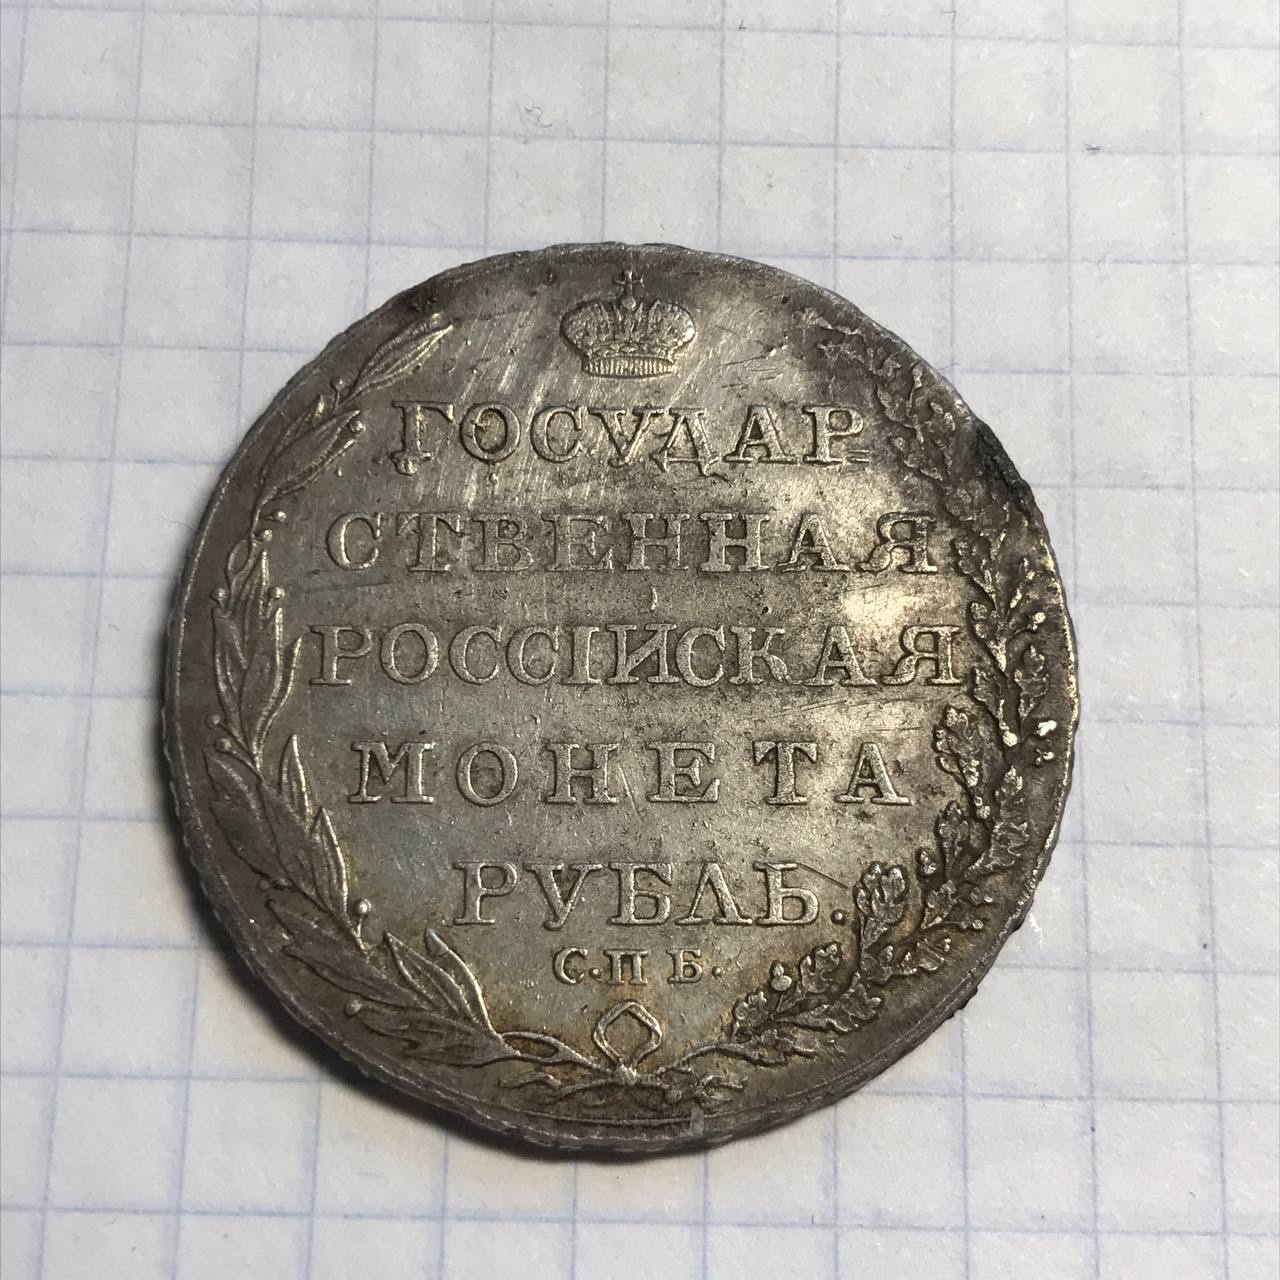 ГОСУДАР
СТВЕННАЯ
РОССІЙСКАЯ
МОНЕТА
РУБЛЬ.
С.П Б.